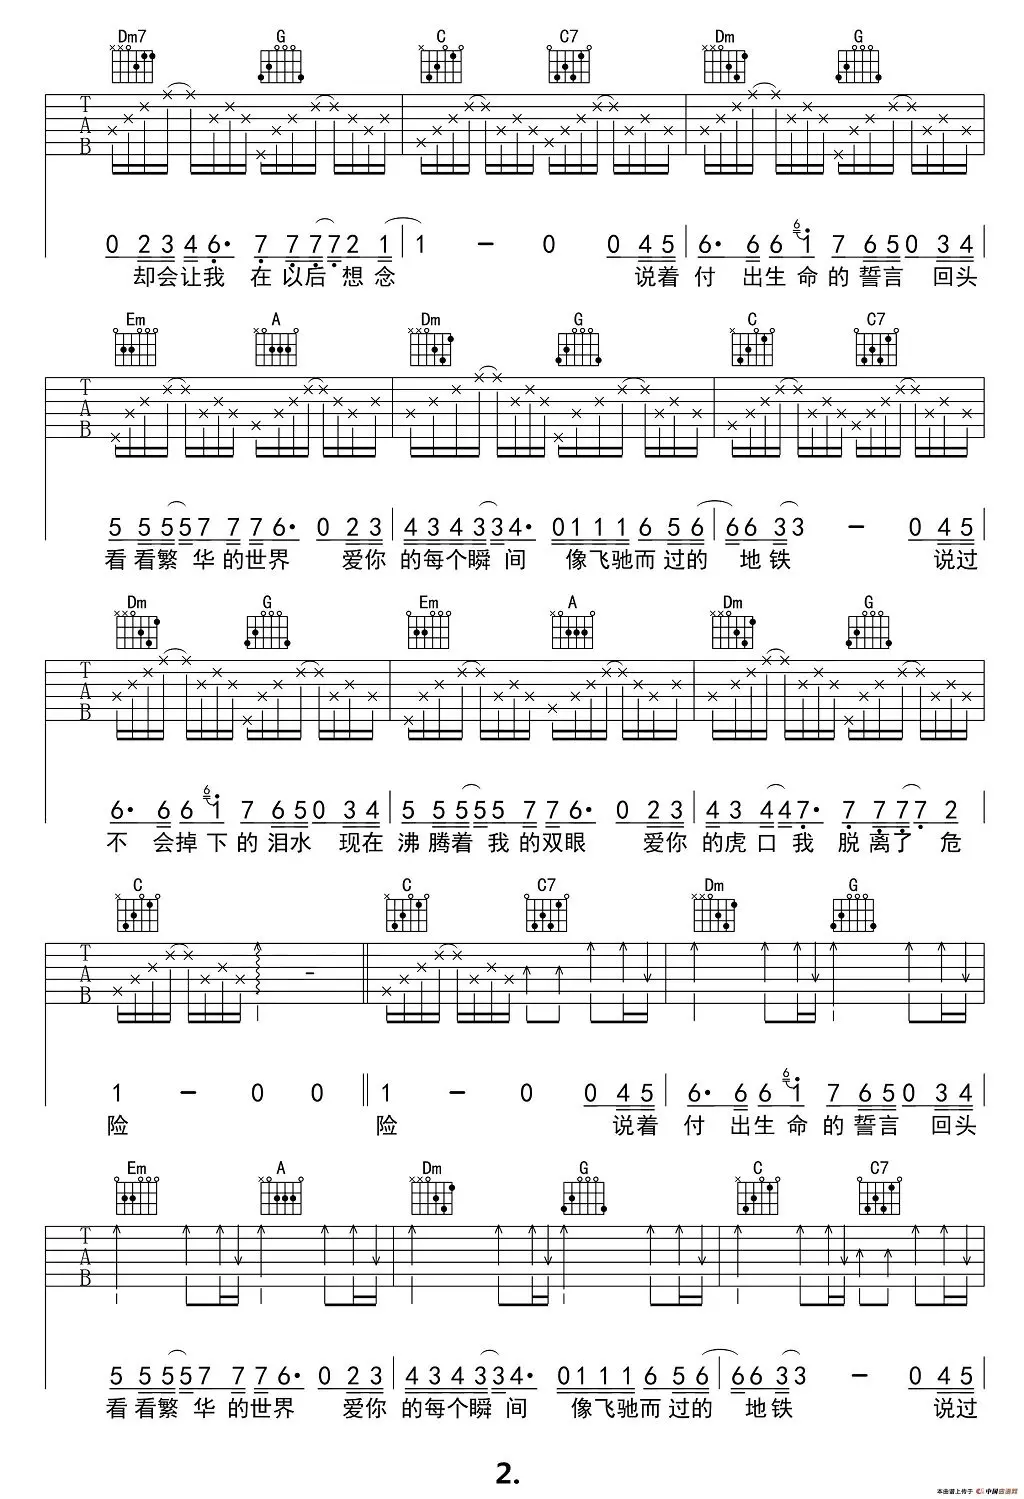 Dm7 G C C7 Dm G
T
A
B
6
0 2 3 4 6· 7 7 7 7 2 1 1 - 0 0 4 5 6· 6 6 1 7 6 5 0 3 4
却会让我 在 以后 想 念 说着 付 出生 命 的 誓言 回头
Em A Dm G C C7
T
A
B
5 5 5 5 7 7 7 6· 0 2 3 4 3 4 3 3 4· 0 1 1 1 6 5 6 6 6 3 3 - 0 4 5
看 看繁 华 的世界 爱你 的每个瞬 间 像飞驰而 过的 地铁 说过
Dm G Em A Dm G
T
A
B
6
6· 6 6 1 7 6 5 0 3 4 5 5 5 5 5 7 7 6· 0 2 3 4 3 4 4 7· 7 7 7 7 2
不 会掉 下 的 泪水 现在 沸 腾着 我 的双眼 爱你 的虎 口 我 脱 离了 危
C C C7 Dm G
T
A
B
6
1 - 0 0 1 - 0 0 4 5 6· 6 6 1 7 6 5 0 3 4
险 险 说着 付 出生 命 的 誓言 回头
Em A Dm G C C7
T
A
B
5 5 5 5 7 7 7 6· 0 2 3 4 3 4 3 3 4· 0 1 1 1 6 5 6 6 6 3 3 - 0 4 5
看 看繁 华 的世界 爱你 的每个瞬 间 像飞驰而 过的 地铁 说过
2.
本曲谱上传于 中国曲谱网